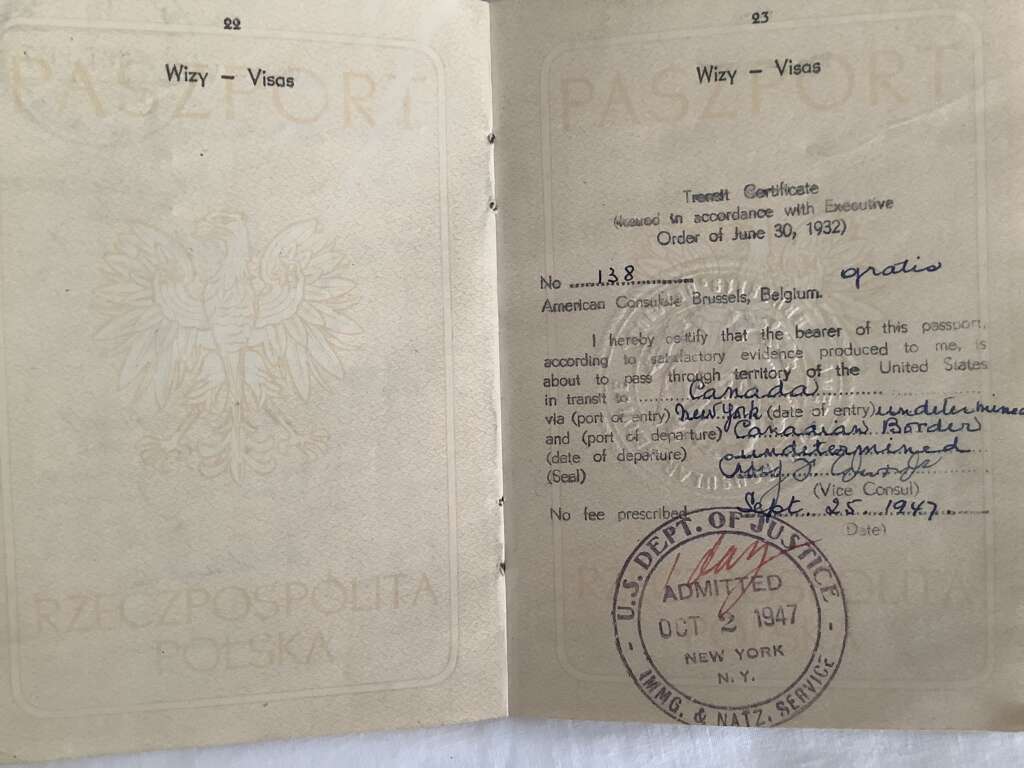 22
Wizy – Visas
PASZPORT
RZECZPOSPOLITA
POLSKA
23
Wizy – Visas
PASZPORT
Transit Certificate
(Issued in accordance with Executive
Order of June 30, 1932)
No 138
gratis
American Consulate Brussels, Belgium.
I hereby certify that the bearer of this passport,
according to satisfactory evidence produced to me, is
about to pass through territory of the United States
in transit to Canada
via (port of entry) New York (date of entry) undetermined
and (port of departure) Canadian Border
(date of departure) undetermined
(Seal)
(Vice Consul)
No fee prescribed Sept. 25. 1947.
Date)
U.S. DEPT. OF JUSTICE
1 day
ADMITTED
OCT 2 1947
NEW YORK
N.Y.
IMMG. & NATZ. SERVICE
RZECZPOSPOLITA